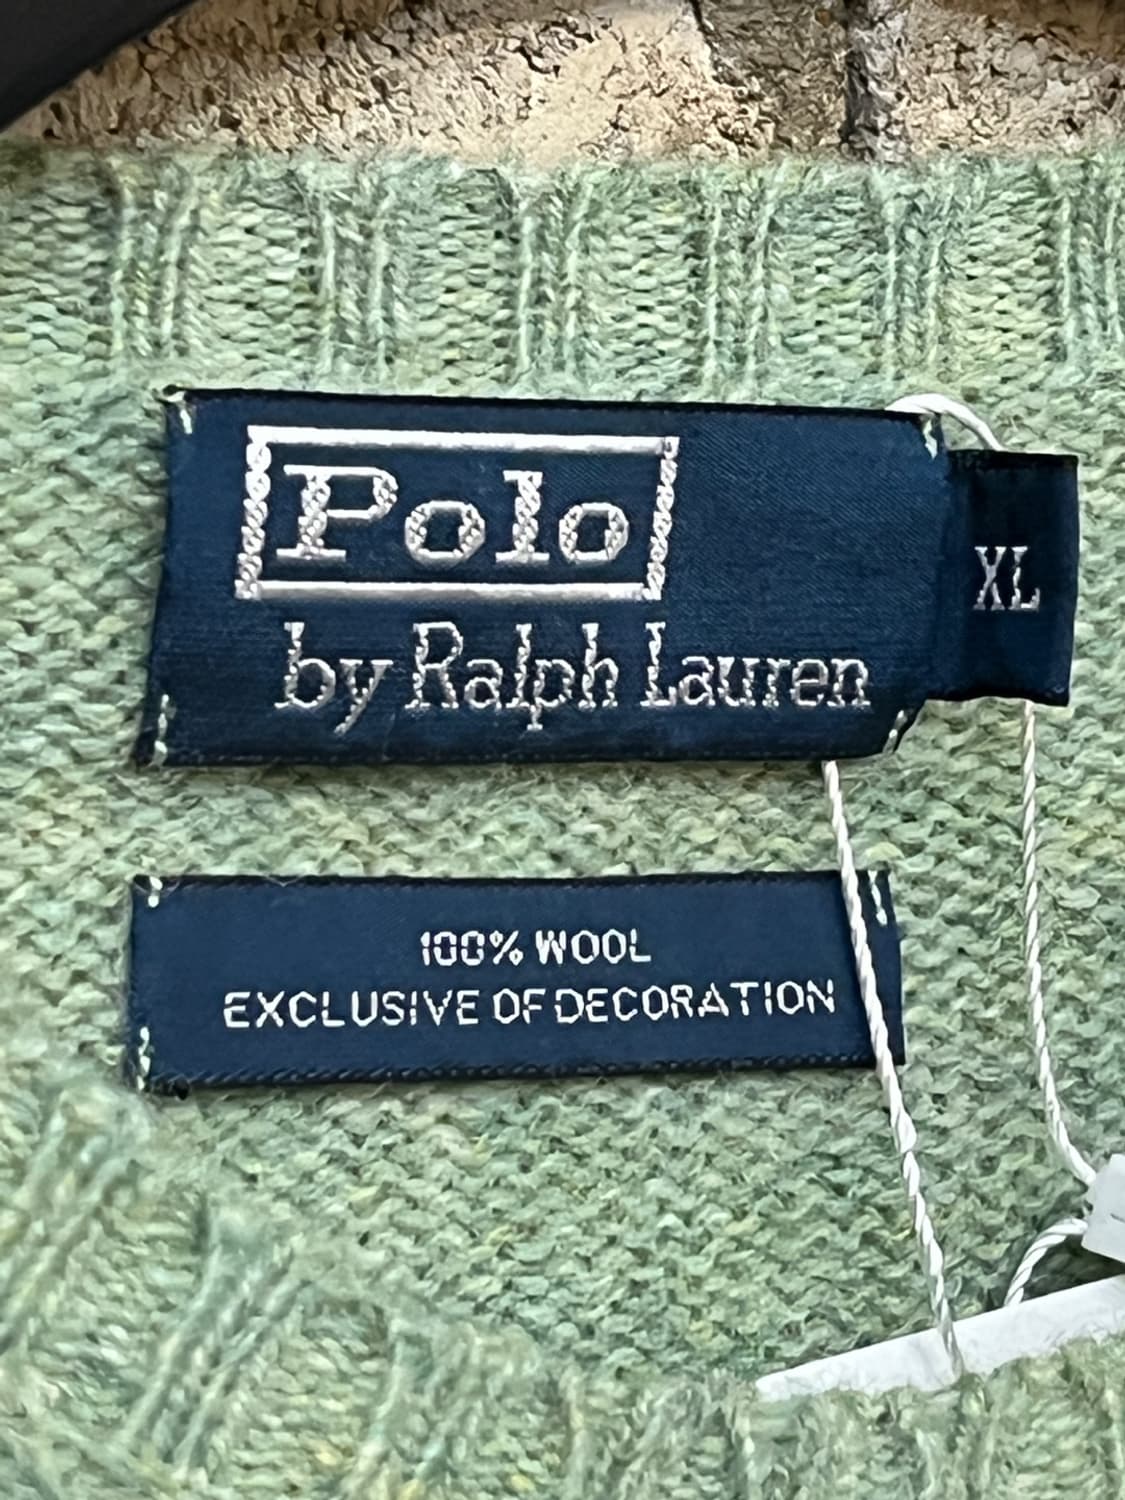 Polo
by Ralph Lauren
XL
100% WOOL
EXCLUSIVE OF DECORATION